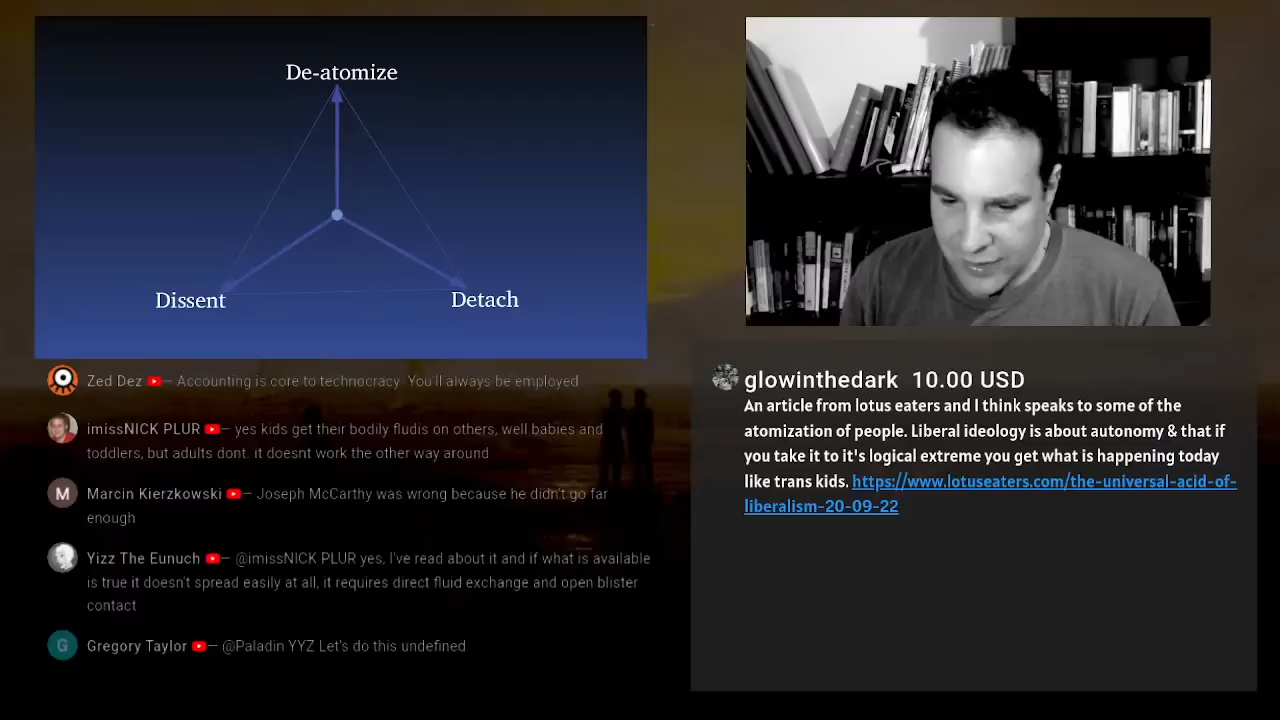 De-atomize
Dissent
Detach
Zed Dez — Accounting is core to technocracy. You'll always be employed
imissNICK PLUR — yes kids get their bodily fludis on others, well babies and
toddlers, but adults dont. it doesnt work the other way around
M
Marcin Kierzkowski — Joseph McCarthy was wrong because he didn't go far
enough
Yizz The Eunuch — @imissNICK PLUR yes, I've read about it and if what is available
is true it doesn't spread easily at all, it requires direct fluid exchange and open blister
contact
G
Gregory Taylor — @Paladin YYZ Let's do this undefined
glowinthedark 10.00 USD
An article from lotus eaters and I think speaks to some of the
atomization of people. Liberal ideology is about autonomy & that if
you take it to it's logical extreme you get what is happening today
like trans kids. https://www.lotuseaters.com/the-universal-acid-of-
liberalism-20-09-22